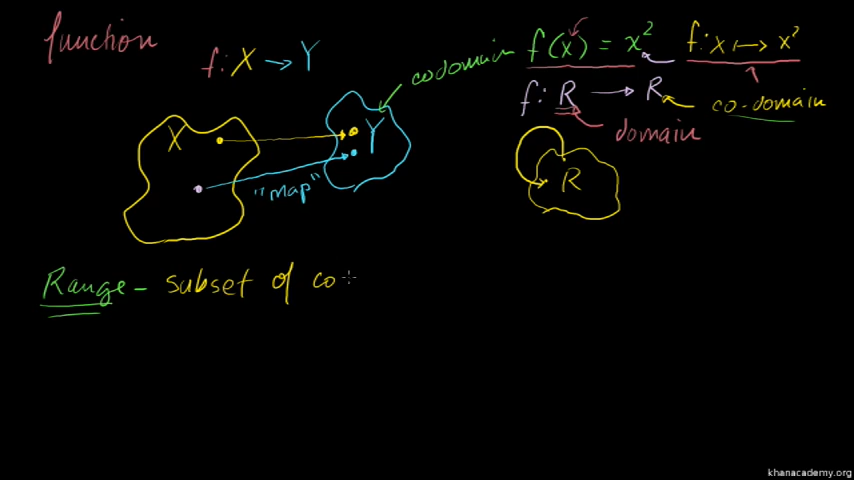 function
f: X → Y
codomain
f(x) = x²
f: x ↦ x²
f: R → R
co-domain
domain
X
Y
"map"
R
Range - subset of co
khanacademy.org